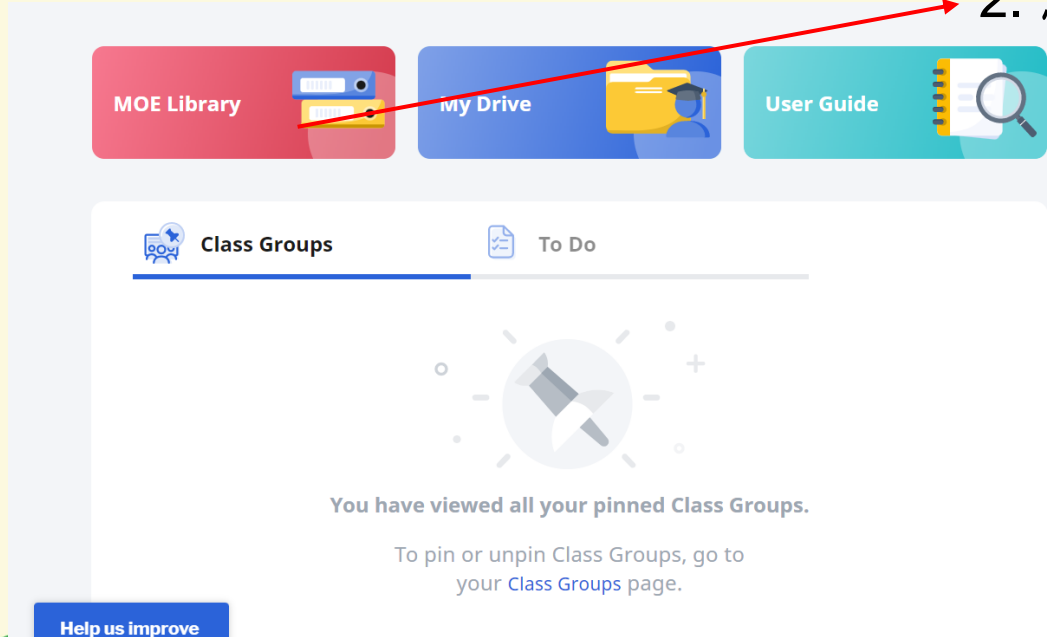 2.
MOE Library
My Drive
User Guide
Class Groups
To Do
You have viewed all your pinned Class Groups.
To pin or unpin Class Groups, go to
your Class Groups page.
Help us improve